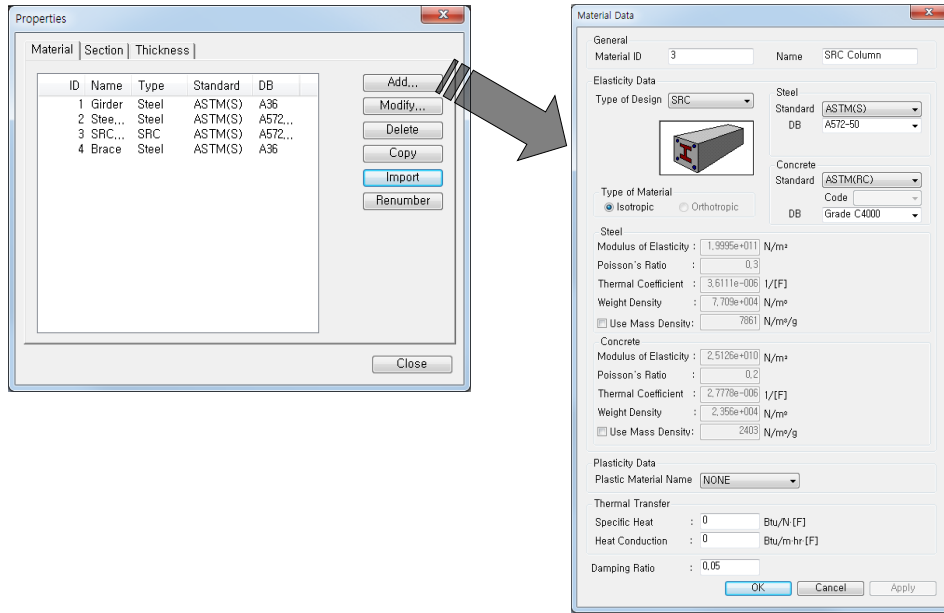 Properties
Material Section Thickness
ID Name Type Standard DB
1 Girder Steel ASTM(S) A36
2 Stee,,, Steel ASTM(S) A572,,,
3 SRC,,, SRC ASTM(S) A572,,,
4 Brace Steel ASTM(S) A36
Add,,,
Modify,,,
Delete
Copy
Import
Renumber
Close
Material Data
General
Material ID 3 Name SRC Column
Elasticity Data
Type of Design SRC
Steel
Standard ASTM(S)
DB A572-50
Concrete
Standard ASTM(RC)
Code
DB Grade C4000
Type of Material
Isotropic Orthotropic
Steel
Modulus of Elasticity : 1,9995e+011 N/m²
Poisson's Ratio : 0,3
Thermal Coefficient : 3,6111e-006 1/[F]
Weight Density : 7,709e+004 N/m³
Use Mass Density: 7861 N/m³/g
Concrete
Modulus of Elasticity : 2,5126e+010 N/m²
Poisson's Ratio : 0,2
Thermal Coefficient : 2,7778e-006 1/[F]
Weight Density : 2,356e+004 N/m³
Use Mass Density: 2403 N/m³/g
Plasticity Data
Plastic Material Name NONE
Thermal Transfer
Specific Heat : 0 Btu/N·[F]
Heat Conduction : 0 Btu/m·hr·[F]
Damping Ratio : 0,05
OK Cancel Apply